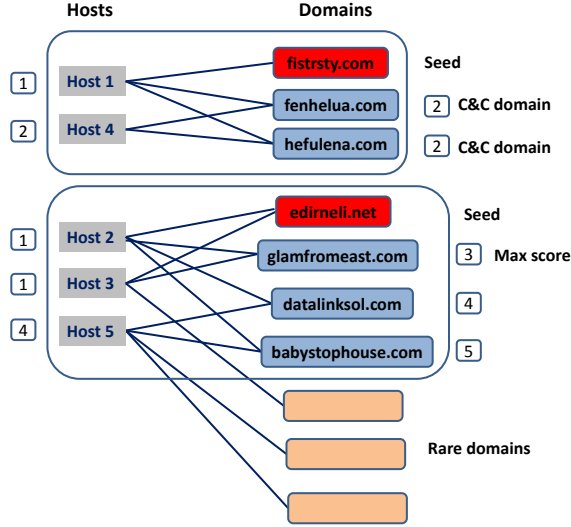 Hosts Domains
fistrsty.com Seed
1 Host 1
fenhelua.com 2 C&C domain
2 Host 4
hefulena.com 2 C&C domain
edirneli.net Seed
1 Host 2
glamfromeast.com 3 Max score
1 Host 3
datalinksol.com 4
4 Host 5
babystophouse.com 5
Rare domains